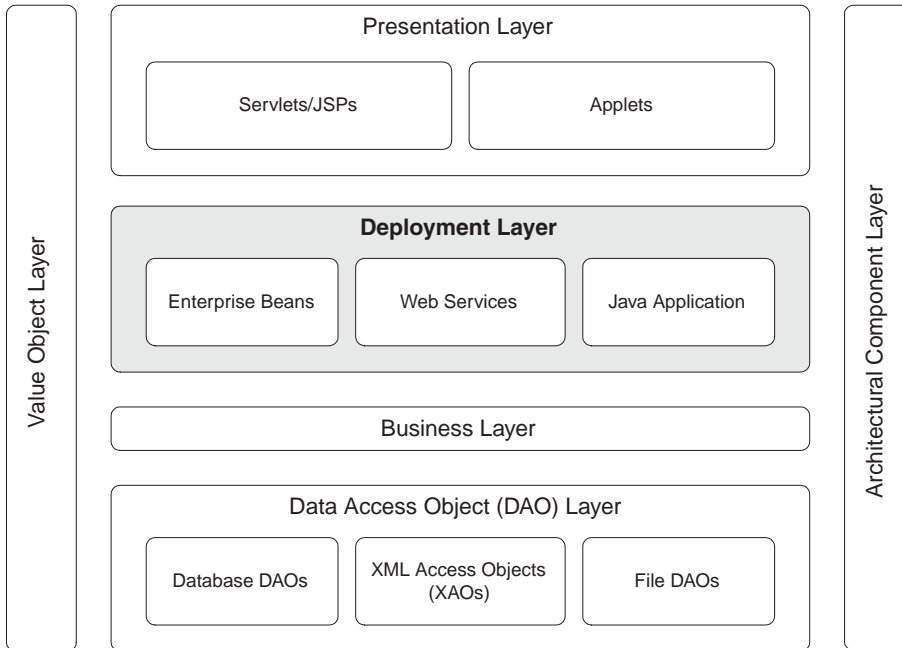 Presentation Layer
Servlets/JSPs
Applets
Deployment Layer
Enterprise Beans
Web Services
Java Application
Business Layer
Data Access Object (DAO) Layer
Database DAOs
XML Access Objects
(XAOs)
File DAOs
Value Object Layer
Architectural Component Layer